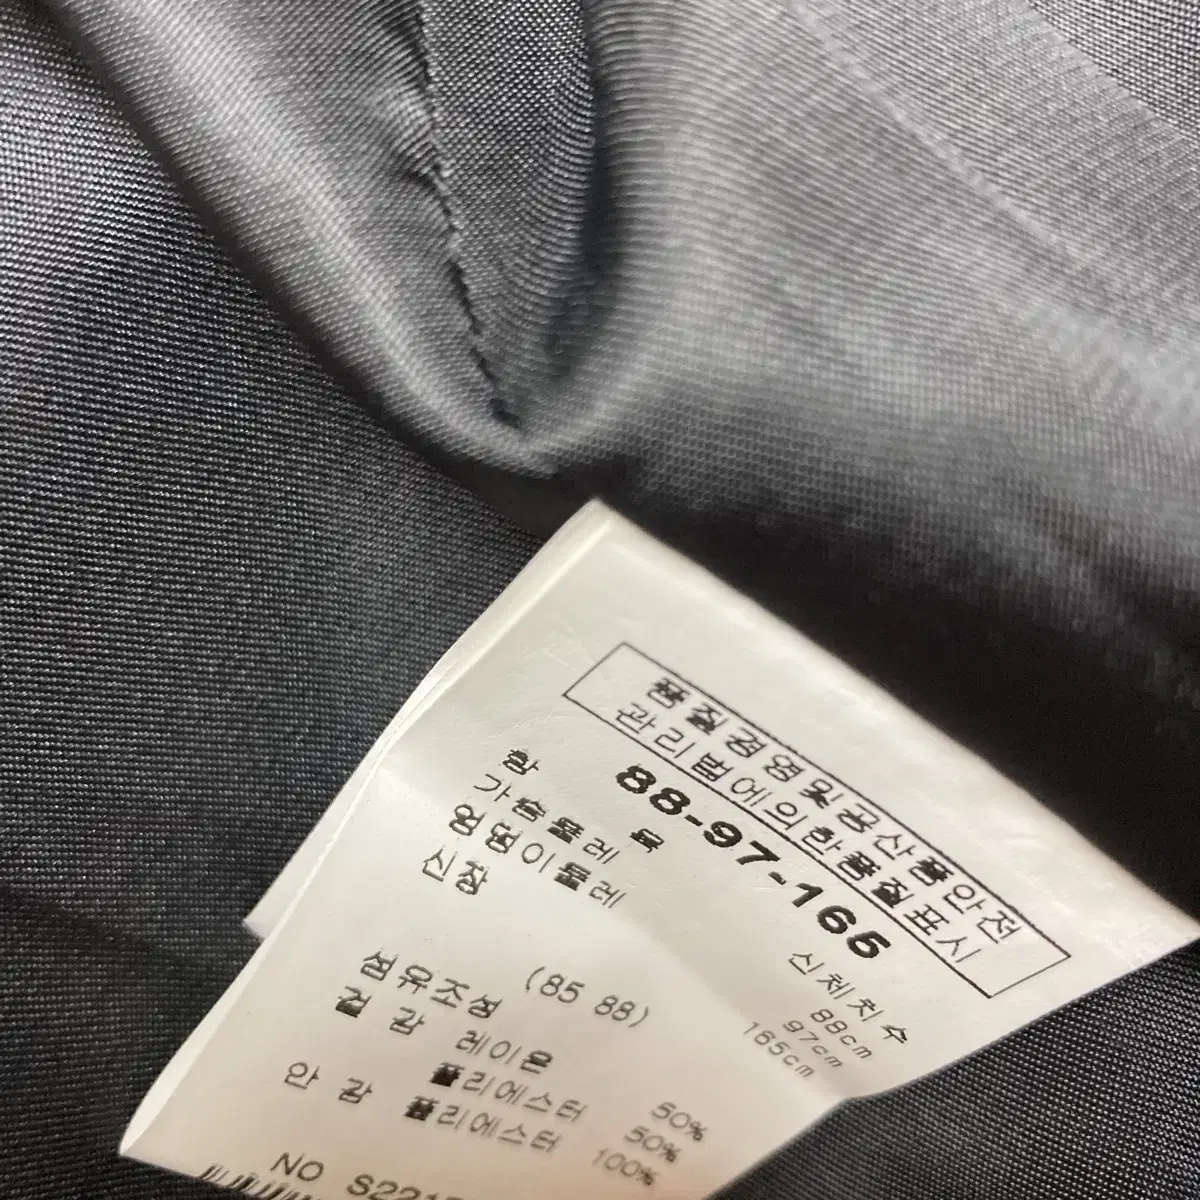 품질경영및공산품안전
관리법에의한품질표시
88-97-165
항 목 신체치수
가슴둘레 88cm
엉덩이둘레 97cm
신장 165cm
(85 88)
섬유조성
겉 감 레이온 50%
폴리에스터 50%
안 감 폴리에스터 100%
NO